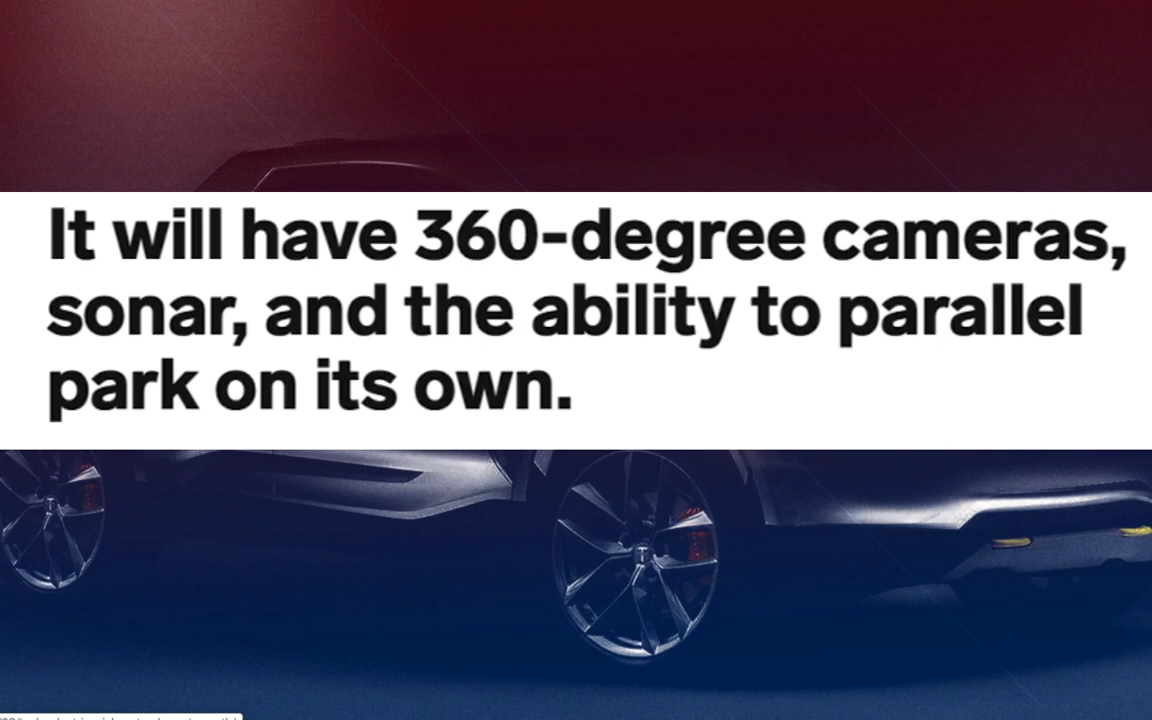 It will have 360-degree cameras,
sonar, and the ability to parallel
park on its own.